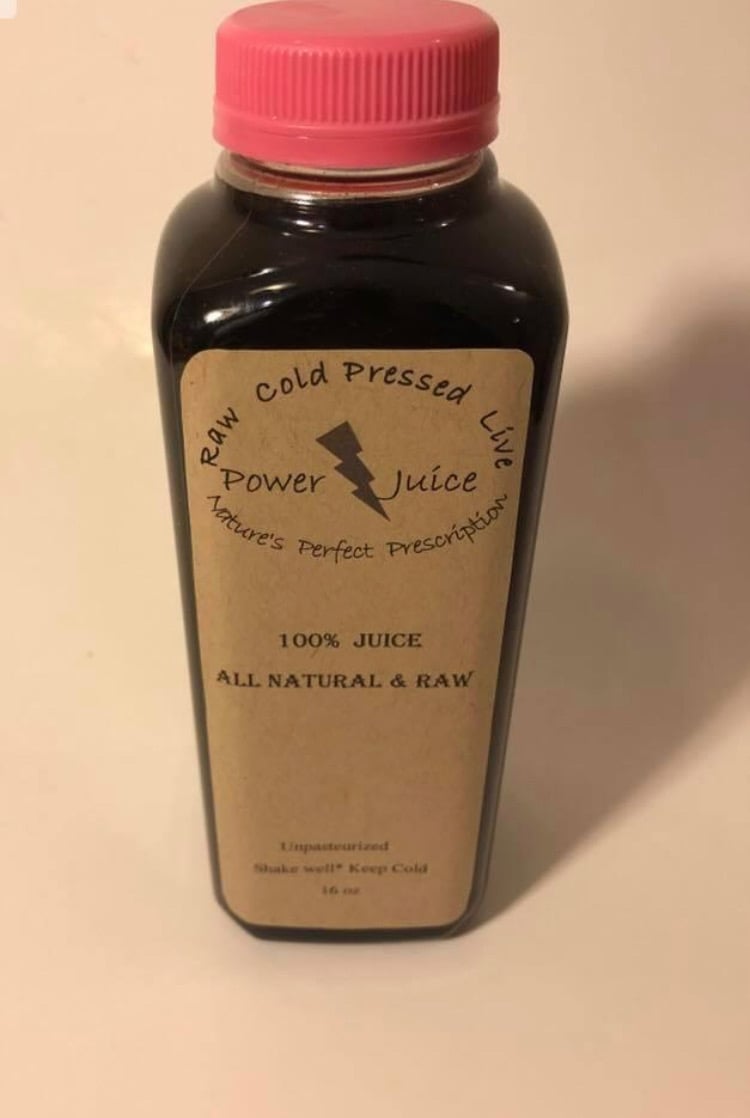 Raw Cold Pressed Live
Power Juice
Nature's Perfect Prescription
100% JUICE
ALL NATURAL & RAW
Unpasteurized
Shake well* Keep Cold
16 oz